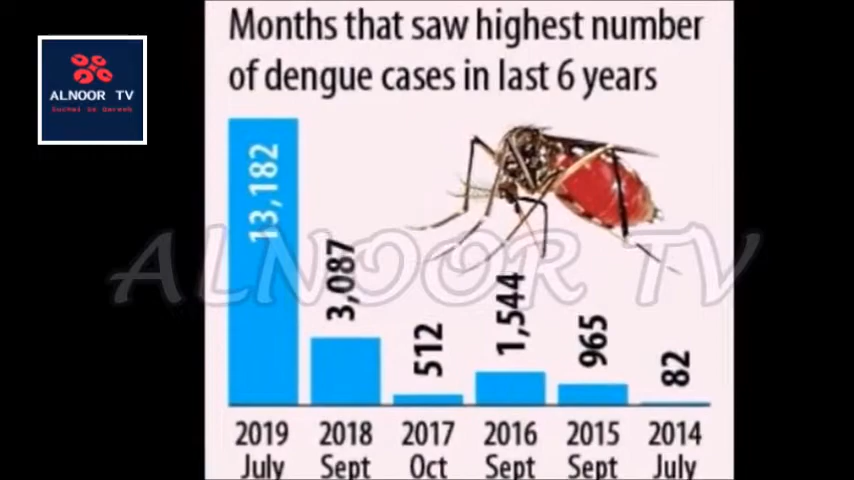 Months that saw highest number
of dengue cases in last 6 years
ALNOOR TV
13,182
3,087
512
1,544
965
82
ALNOOR TV
2019 2018 2017 2016 2015 2014
July Sept Oct Sept Sept July